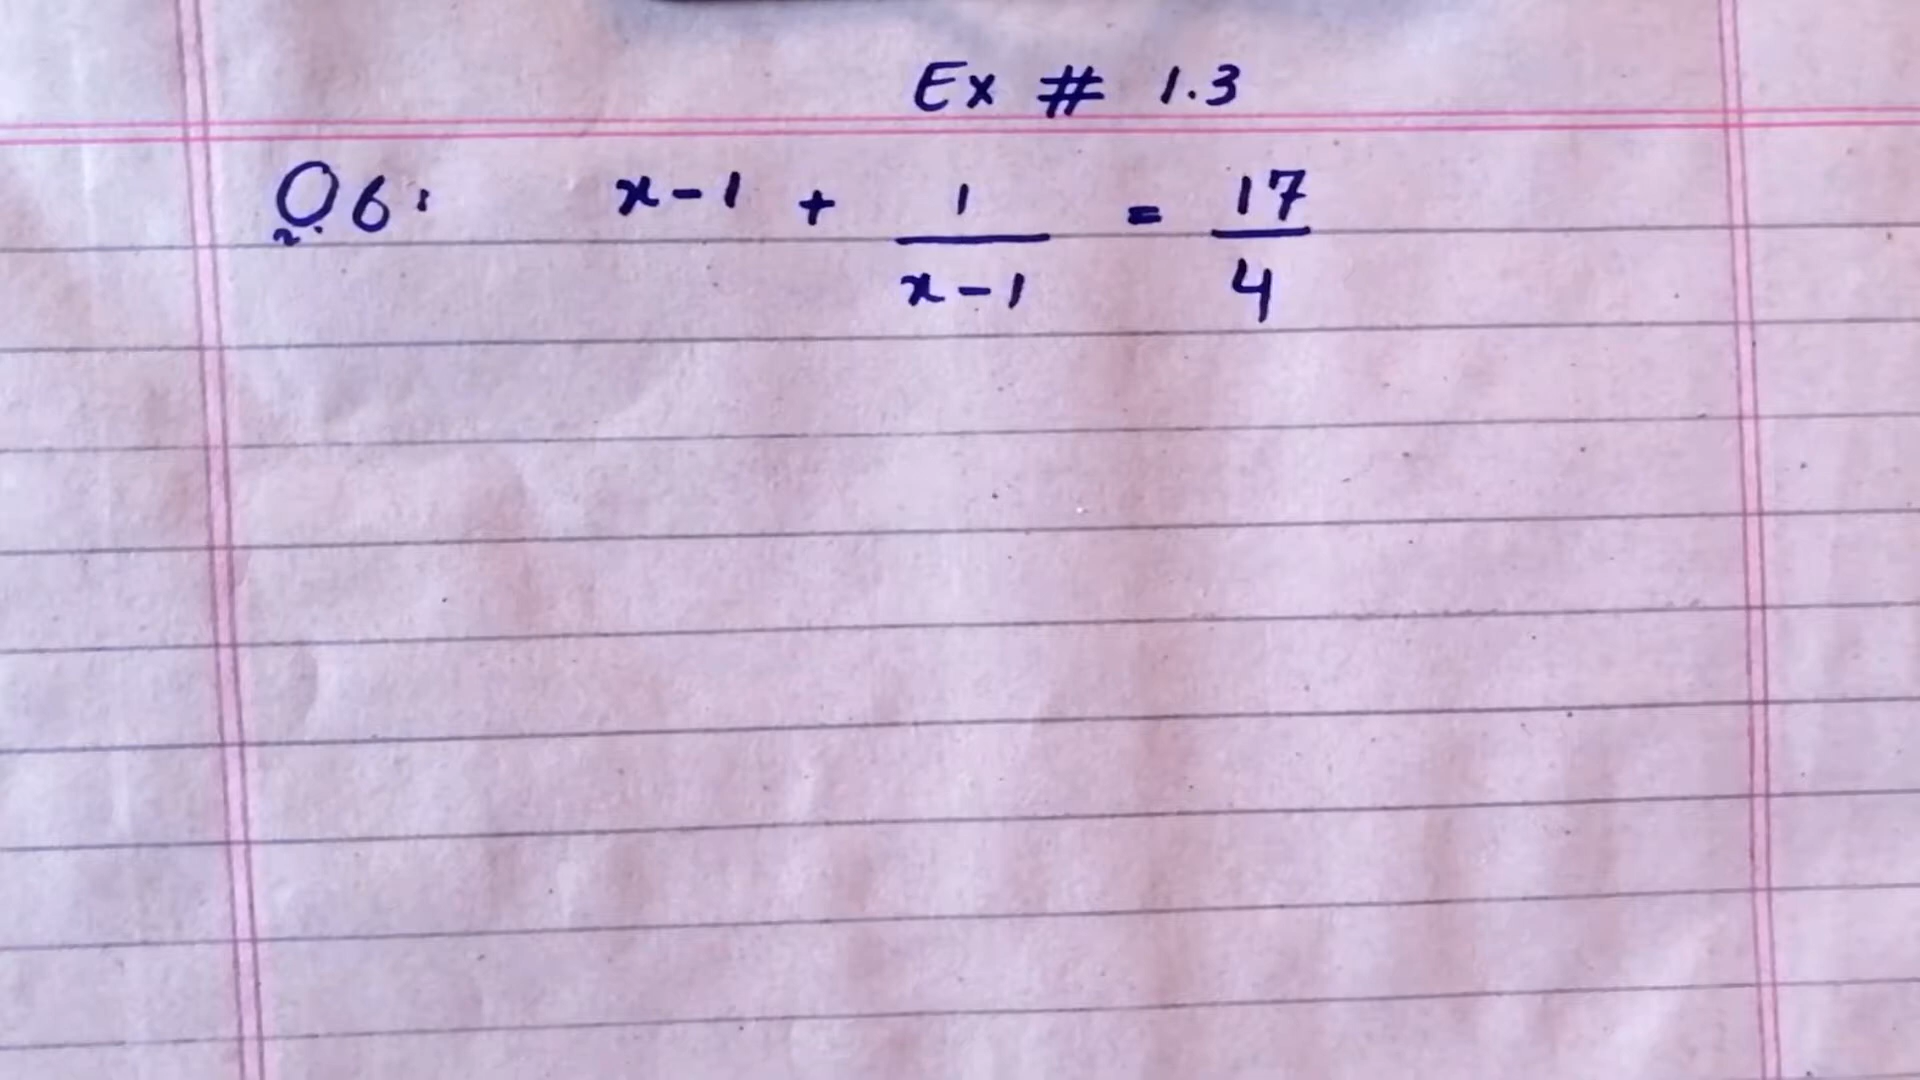 Ex # 1.3
Q6: x-1 + 1/(x-1) = 17/4